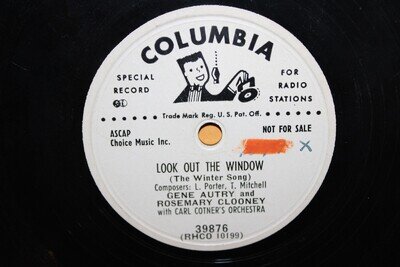 COLUMBIA
SPECIAL
RECORD
FOR
RADIO
STATIONS
Trade Mark Reg. U. S. Pat. Off.
ASCAP
Choice Music Inc.
NOT FOR SALE
LOOK OUT THE WINDOW
(The Winter Song)
Composers: L. Porter, T. Mitchell
GENE AUTRY and
ROSEMARY CLOONEY
with CARL COTNER'S ORCHESTRA
39876
(RHCO 10199)